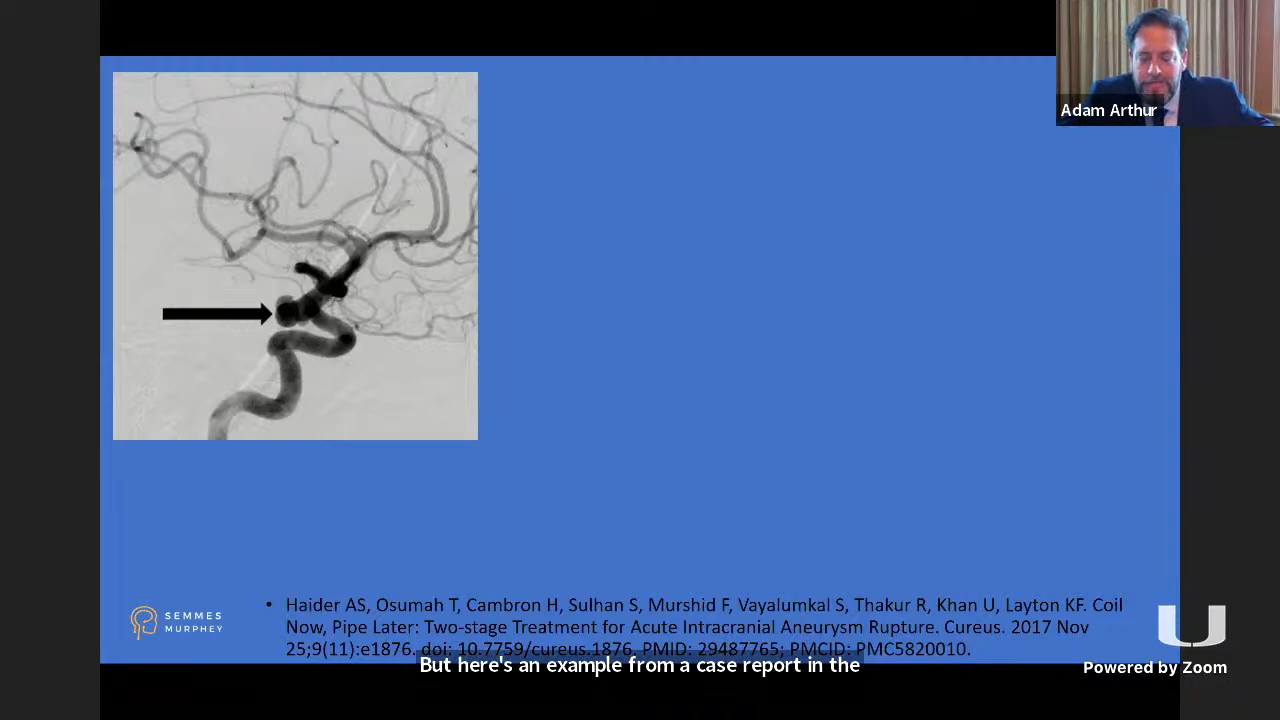 Adam Arthur
• Haider AS, Osumah T, Cambron H, Sulhan S, Murshid F, Vayalumkal S, Thakur R, Khan U, Layton KF. Coil
Now, Pipe Later: Two-stage Treatment for Acute Intracranial Aneurysm Rupture. Cureus. 2017 Nov
25;9(11):e1876. doi: 10.7759/cureus.1876. PMID: 29487765; PMCID: PMC5820010.
SEMMES
MURPHEY
But here's an example from a case report in the
Powered by Zoom